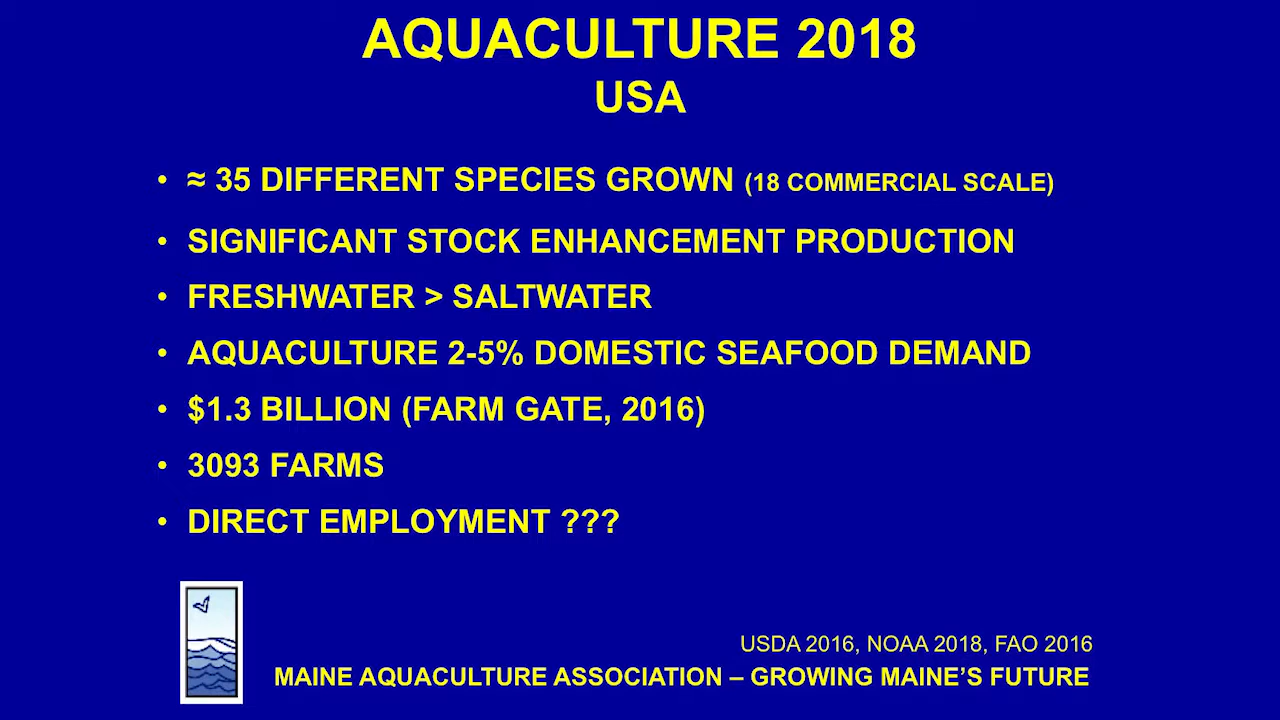 AQUACULTURE 2018
USA
• ≈ 35 DIFFERENT SPECIES GROWN (18 COMMERCIAL SCALE)
• SIGNIFICANT STOCK ENHANCEMENT PRODUCTION
• FRESHWATER > SALTWATER
• AQUACULTURE 2-5% DOMESTIC SEAFOOD DEMAND
• $1.3 BILLION (FARM GATE, 2016)
• 3093 FARMS
• DIRECT EMPLOYMENT ???
USDA 2016, NOAA 2018, FAO 2016
MAINE AQUACULTURE ASSOCIATION – GROWING MAINE’S FUTURE